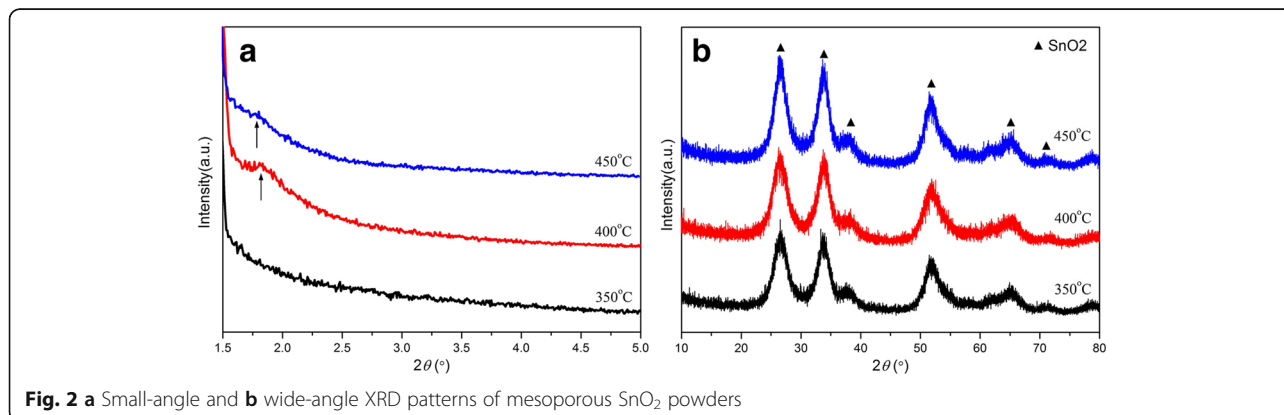 a
Intensity(a.u.)
450°C
400°C
350°C
1.5 2.0 2.5 3.0 3.5 4.0 4.5 5.0
2θ (°)
b
▲ SnO2
Intensity(a.u.)
450°C
400°C
350°C
10 20 30 40 50 60 70 80
2θ (°)
Fig. 2 a Small-angle and b wide-angle XRD patterns of mesoporous SnO₂ powders